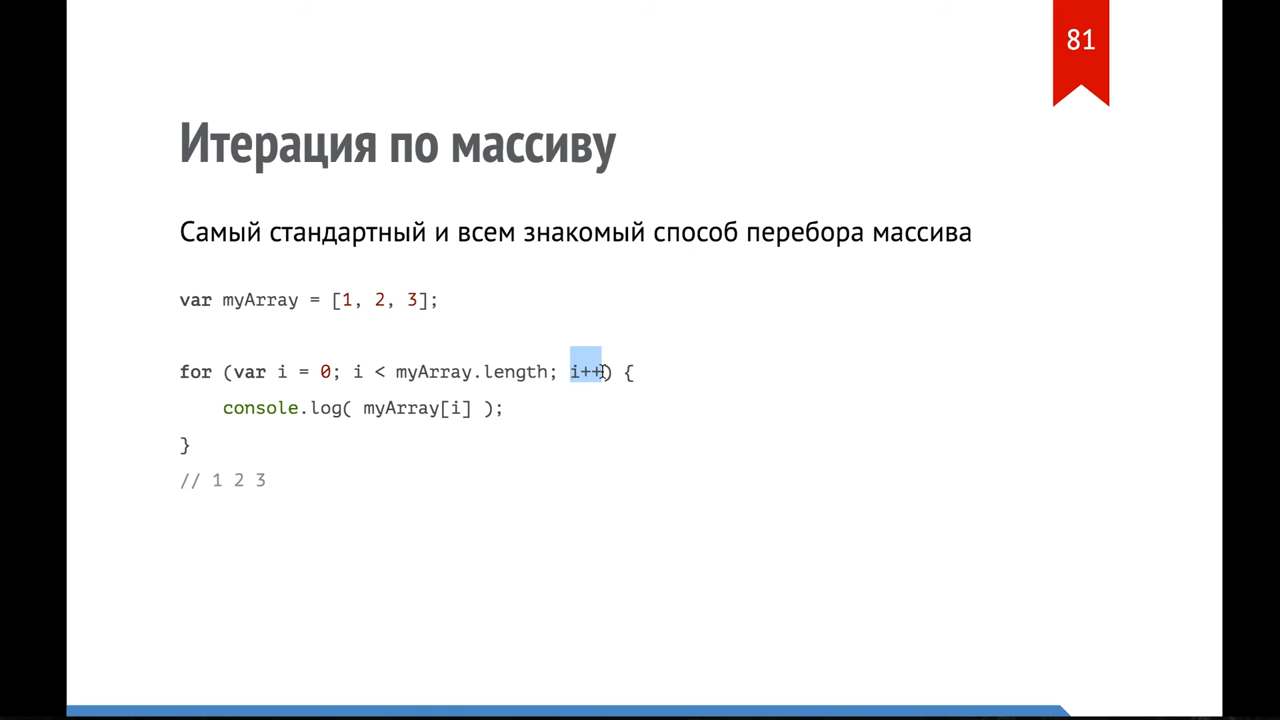 81
Итерация по массиву
Самый стандартный и всем знакомый способ перебора массива
var myArray = [1, 2, 3];
for (var i = 0; i < myArray.length; i++) {
    console.log( myArray[i] );
}
// 1 2 3